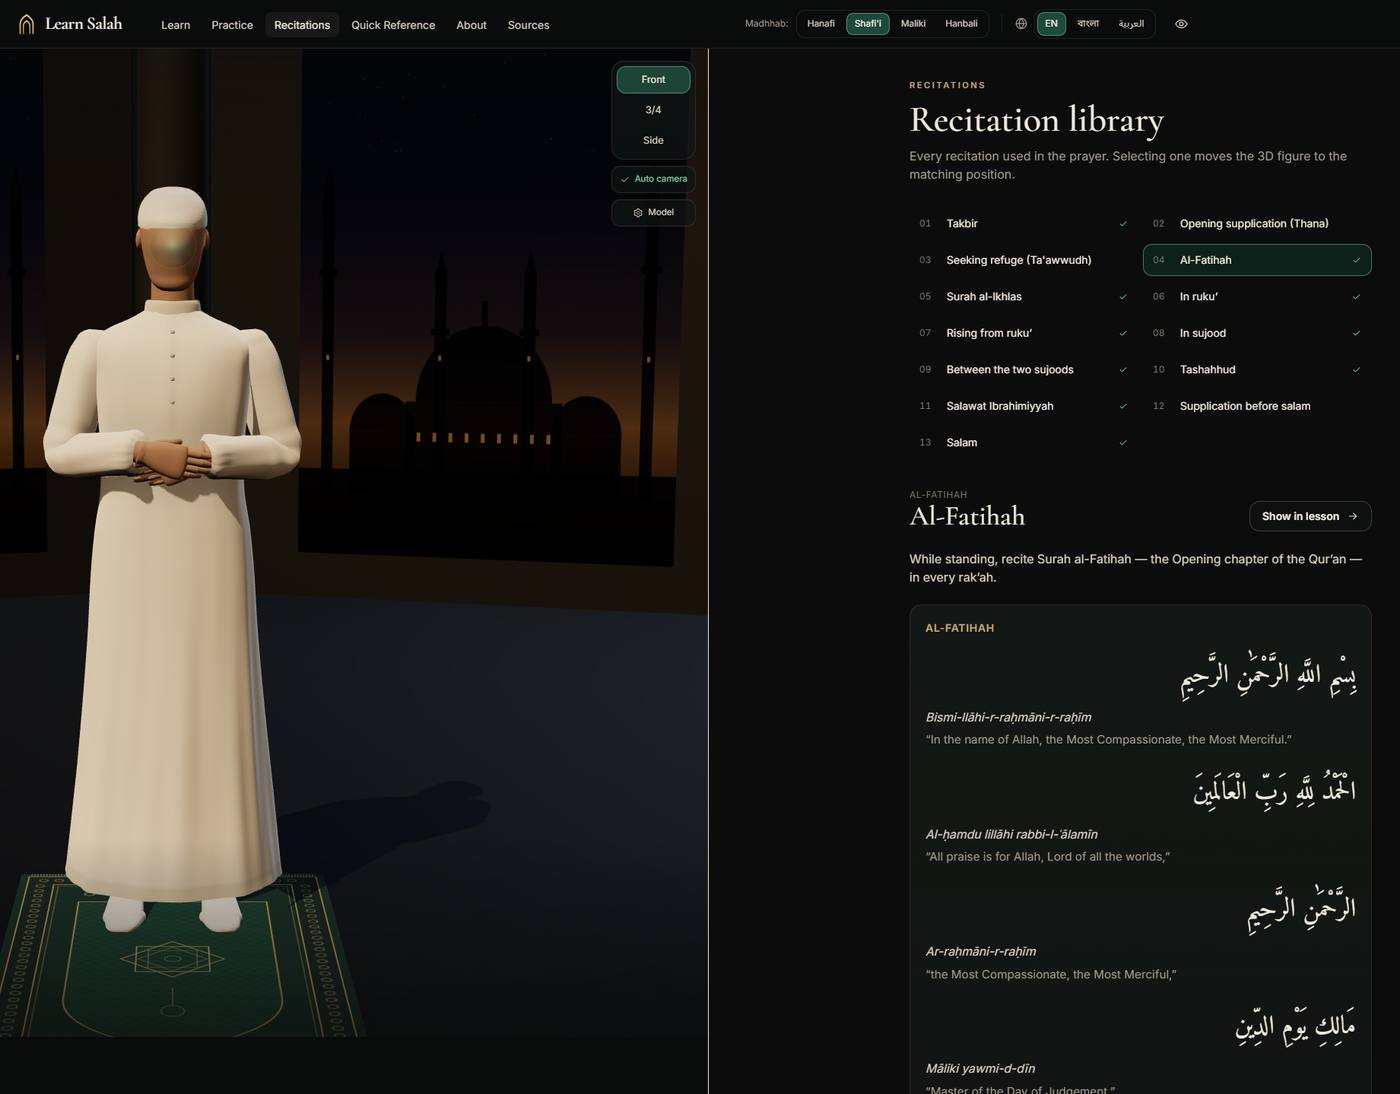 Learn Salah
Learn
Practice
Recitations
Quick Reference
About
Sources
Madhhab:
Hanafi
Shafi'i
Maliki
Hanbali
EN
বাংলা
العربية
Front
3/4
Side
Auto camera
Model
RECITATIONS
Recitation library
Every recitation used in the prayer. Selecting one moves the 3D figure to the
matching position.
01 Takbir
02 Opening supplication (Thana)
03 Seeking refuge (Ta'awwudh)
04 Al-Fatihah
05 Surah al-Ikhlas
06 In ruku’
07 Rising from ruku’
08 In sujood
09 Between the two sujoods
10 Tashahhud
11 Salawat Ibrahimiyyah
12 Supplication before salam
13 Salam
AL-FATIHAH
Al-Fatihah
Show in lesson
While standing, recite Surah al-Fatihah — the Opening chapter of the Qur’an —
in every rak’ah.
AL-FATIHAH
بِسْمِ اللَّهِ الرَّحْمَٰنِ الرَّحِيمِ
Bismi-llāhi-r-raḥmāni-r-raḥīm
“In the name of Allah, the Most Compassionate, the Most Merciful.”
الْحَمْدُ لِلَّهِ رَبِّ الْعَالَمِينَ
Al-ḥamdu lillāhi rabbi-l-ʿālamīn
“All praise is for Allah, Lord of all the worlds,”
الرَّحْمَٰنِ الرَّحِيمِ
Ar-raḥmāni-r-raḥīm
“the Most Compassionate, the Most Merciful,”
مَالِكِ يَوْمِ الدِّينِ
Māliki yawmi-d-dīn
“Master of the Day of Judgement.”